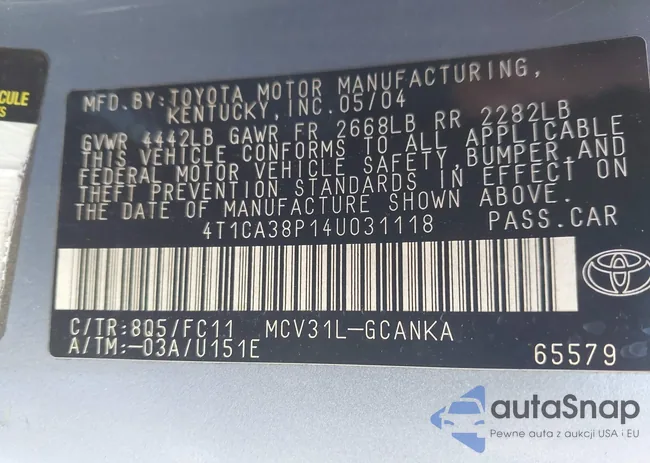 CULE
S
MFD. BY: TOYOTA MOTOR MANUFACTURING,
KENTUCKY, INC. 05/04
GVWR 4442LB GAWR FR 2668LB RR 2282LB
THIS VEHICLE CONFORMS TO ALL APPLICABLE
FEDERAL MOTOR VEHICLE SAFETY, BUMPER AND
THEFT PREVENTION STANDARDS IN EFFECT ON
THE DATE OF MANUFACTURE SHOWN ABOVE.
4T1CA38P14U031118 PASS. CAR
C/TR:8Q5/FC11 MCV31L-GCANKA
A/TM:-03A/U151E 65579
autaSnap
Pewne auta z aukcji USA i EU